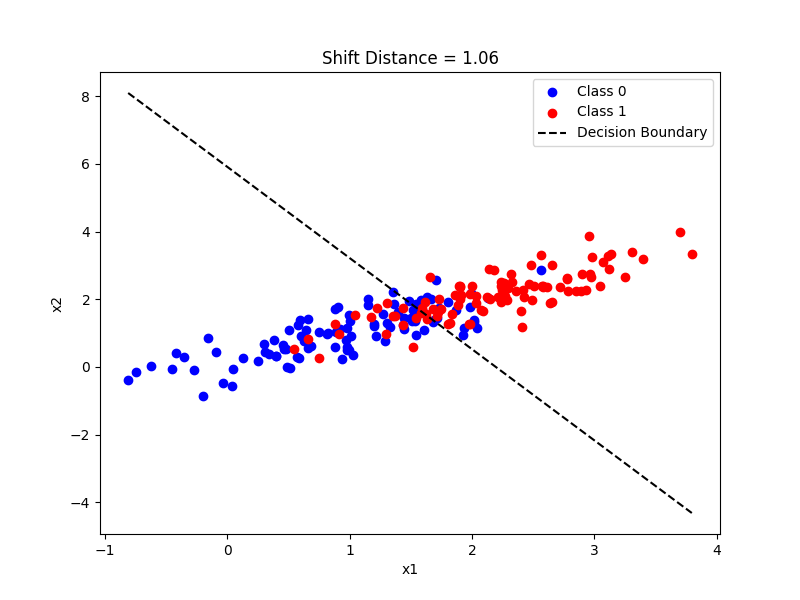 Shift Distance = 1.06
Class 0
Class 1
Decision Boundary
8
6
4
2
0
−2
−4
x2
−1
0
1
2
3
4
x1